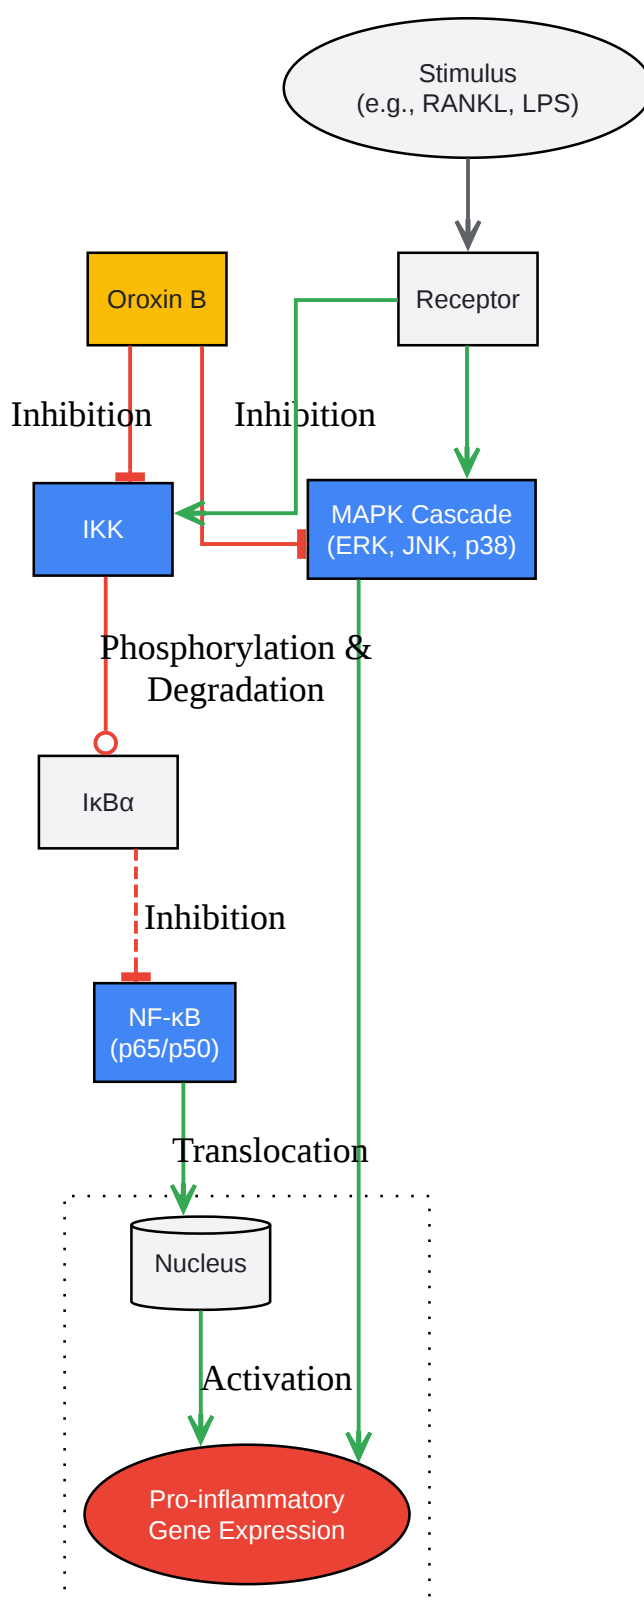 Stimulus
(e.g., RANKL, LPS)
Oroxin B
Receptor
Inhibition
Inhibition
IKK
MAPK Cascade
(ERK, JNK, p38)
Phosphorylation &
Degradation
IκBα
Inhibition
NF-κB
(p65/p50)
Translocation
Nucleus
Activation
Pro-inflammatory
Gene Expression